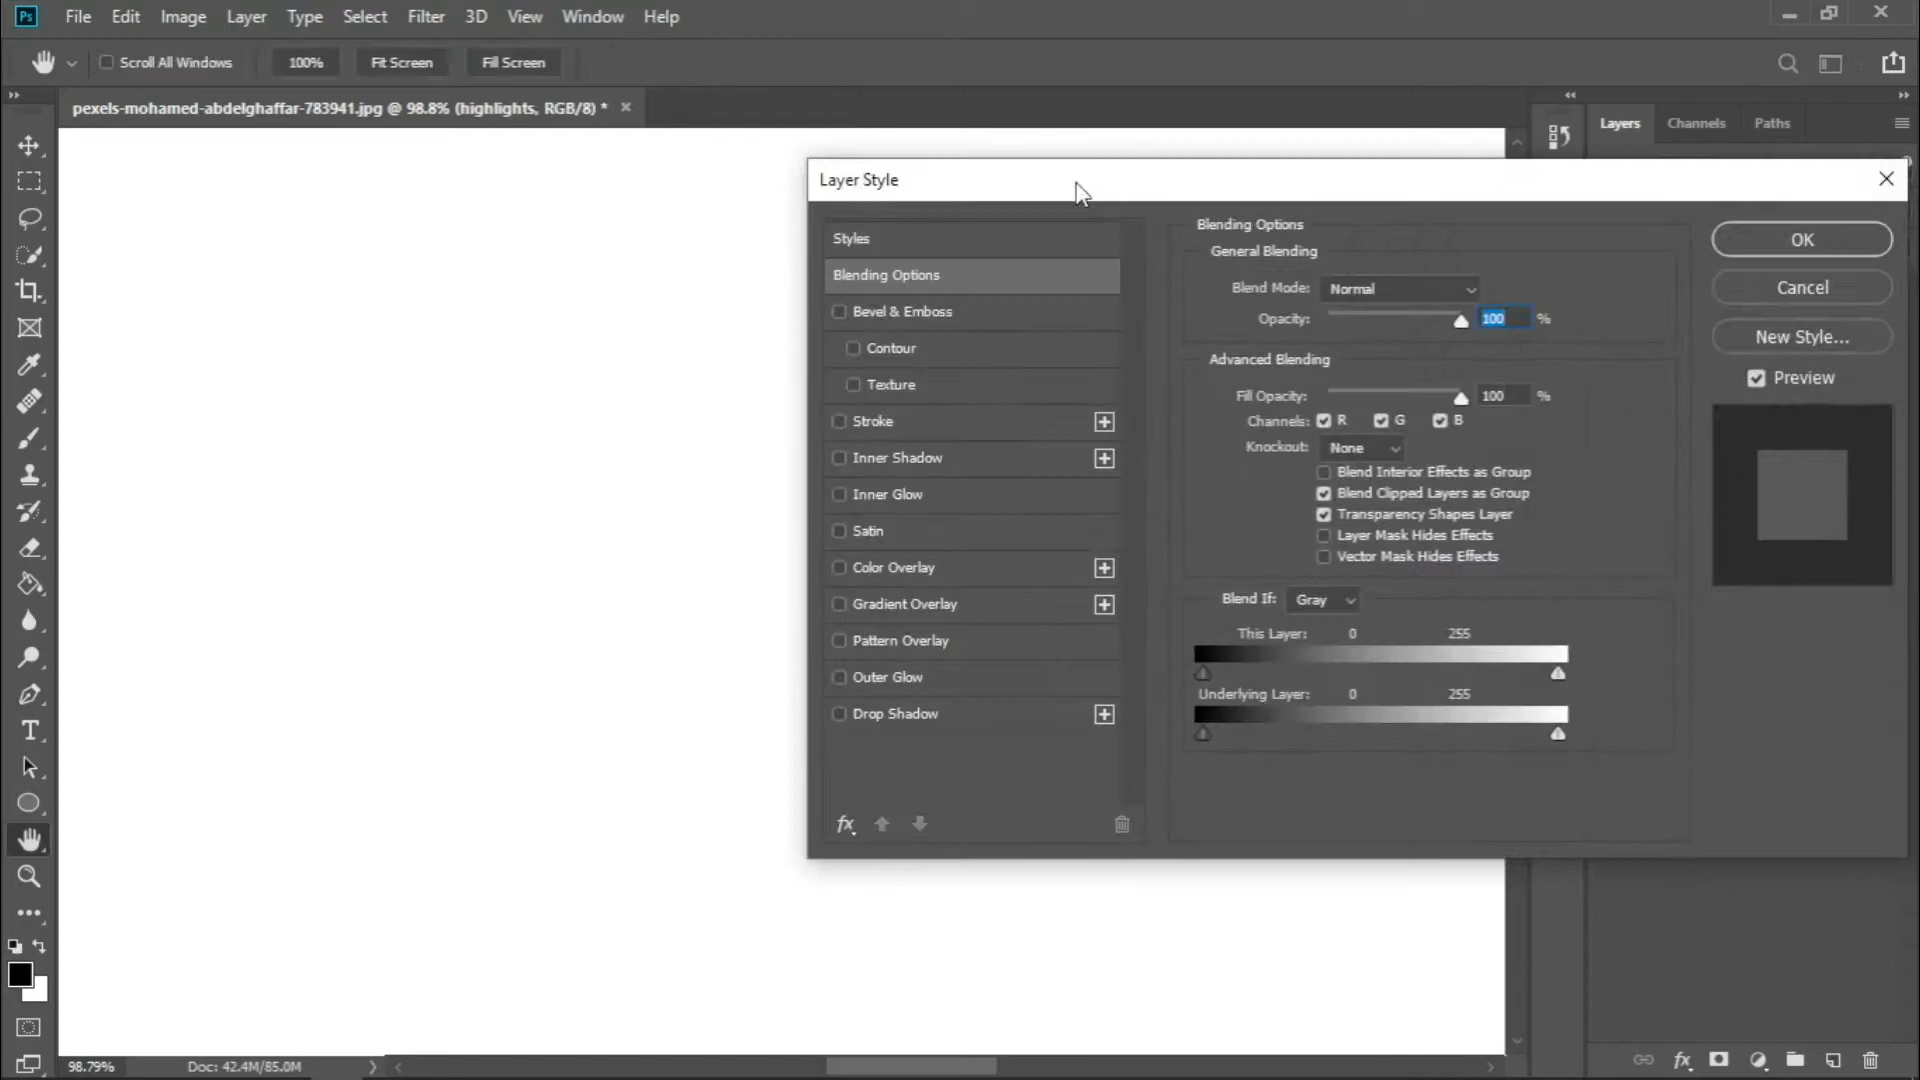 Ps File Edit Image Layer Type Select Filter 3D View Window Help
Scroll All Windows 100% Fit Screen Fill Screen
pexels-mohamed-abdelghaffar-783941.jpg @ 98.8% (highlights, RGB/8) *
Layers Channels Paths
Layer Style
Styles
Blending Options
Bevel & Emboss
Contour
Texture
Stroke
Inner Shadow
Inner Glow
Satin
Color Overlay
Gradient Overlay
Pattern Overlay
Outer Glow
Drop Shadow
fx
Blending Options
General Blending
Blend Mode: Normal
Opacity: 100 %
Advanced Blending
Fill Opacity: 100 %
Channels: R G B
Knockout: None
Blend Interior Effects as Group
Blend Clipped Layers as Group
Transparency Shapes Layer
Layer Mask Hides Effects
Vector Mask Hides Effects
Blend If: Gray
This Layer: 0 255
Underlying Layer: 0 255
OK
Cancel
New Style...
Preview
T
98.79% Doc: 42.4M/85.0M
fx